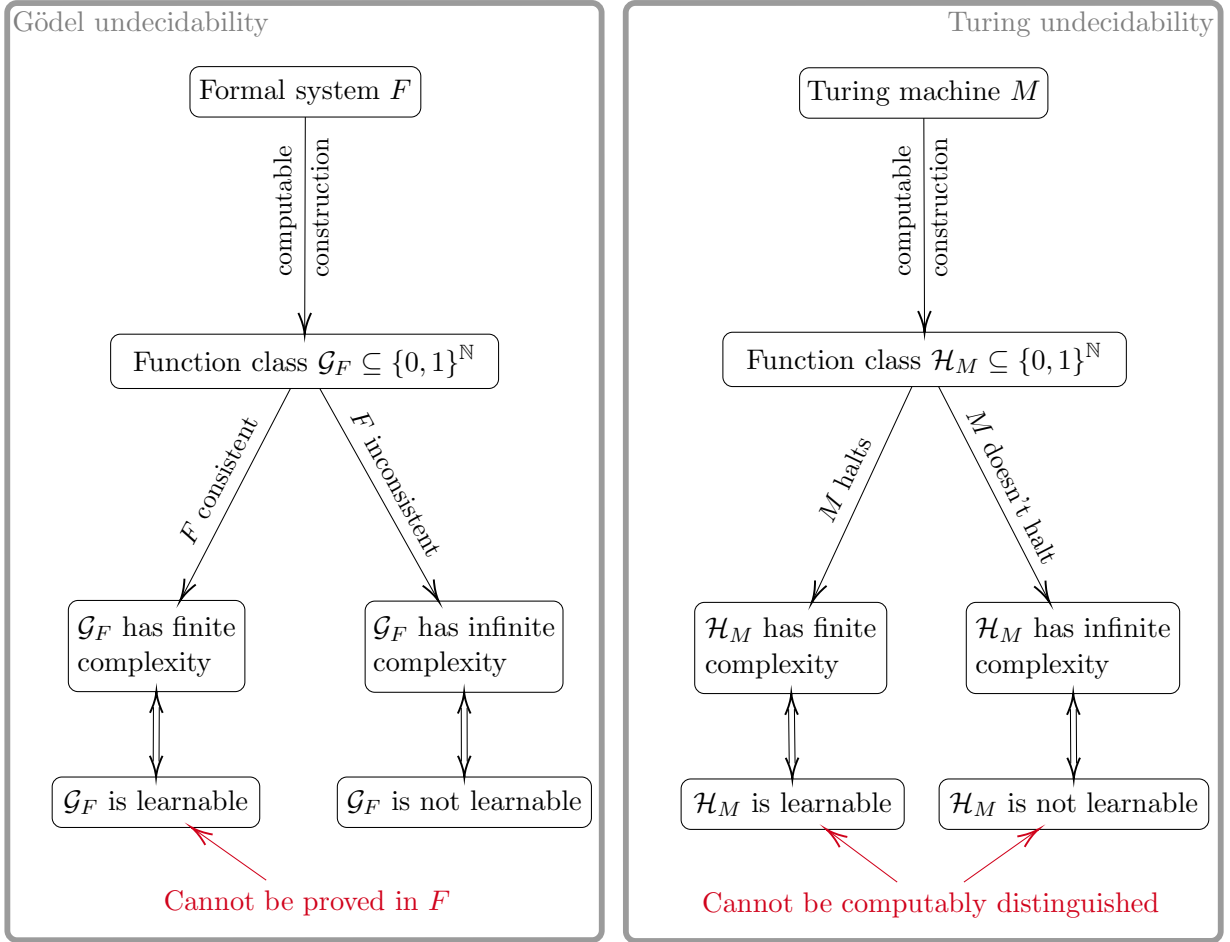 Gödel undecidability
Formal system F
computable
construction
Function class 𝒢_F ⊆ {0, 1}^ℕ
F consistent
F inconsistent
𝒢_F has finite
complexity
𝒢_F has infinite
complexity
𝒢_F is learnable
𝒢_F is not learnable
Cannot be proved in F
Turing undecidability
Turing machine M
computable
construction
Function class ℋ_M ⊆ {0, 1}^ℕ
M halts
M doesn't halt
ℋ_M has finite
complexity
ℋ_M has infinite
complexity
ℋ_M is learnable
ℋ_M is not learnable
Cannot be computably distinguished